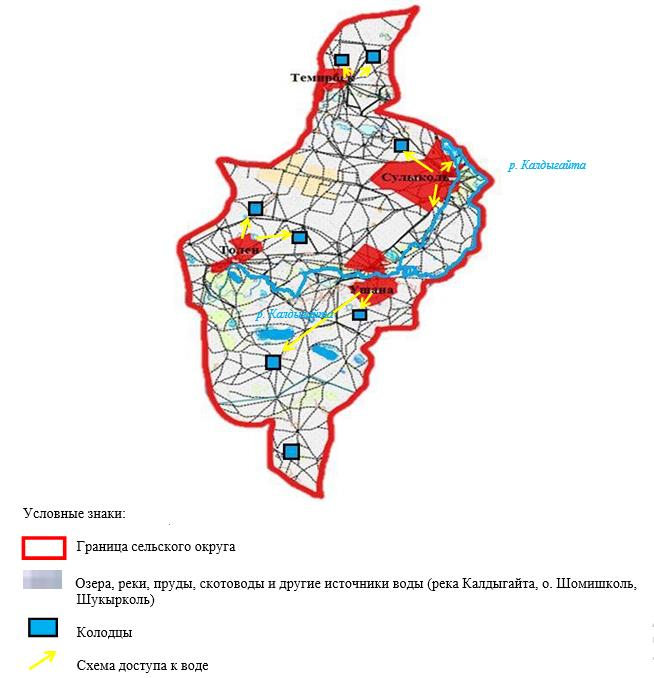 Темирбек
р. Калдыгайта
Сулыколь
Толен
Ушана
р. Калдыгайта
Условные знаки:
Граница сельского округа
Озера, реки, пруды, скотоводы и другие источники воды (река Калдыгайта, о. Шомишколь,
Шукырколь)
Колодцы
Схема доступа к воде